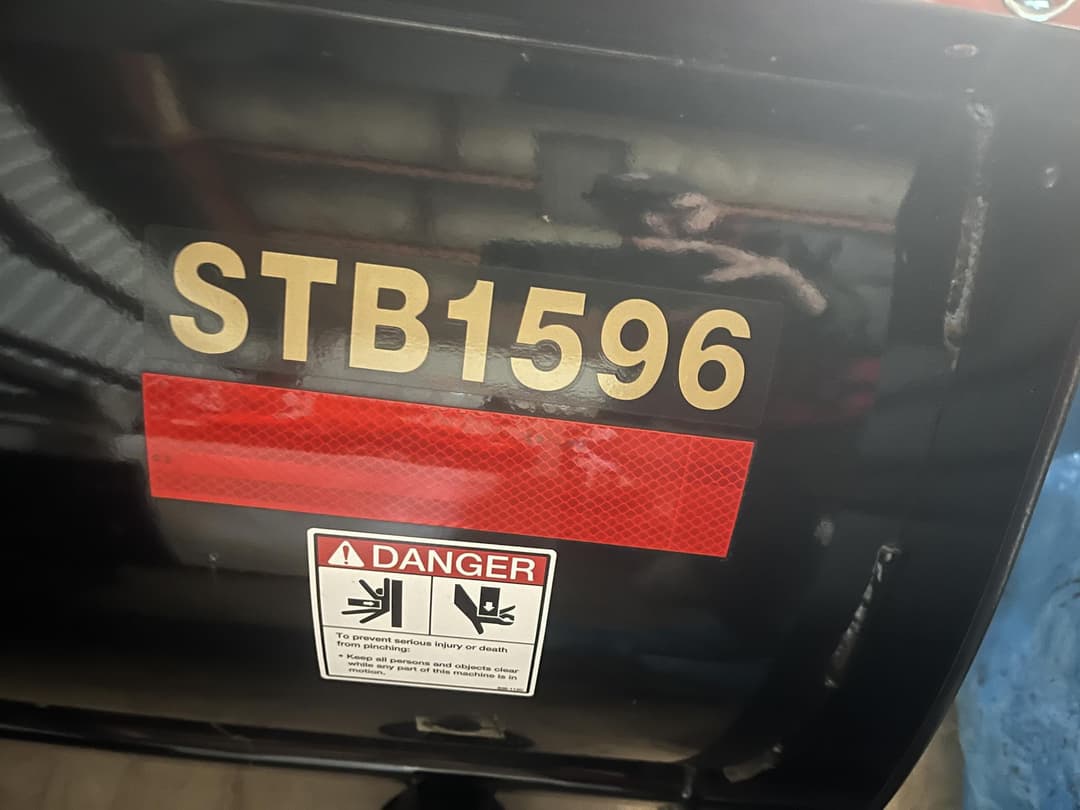 STB1596
DANGER
To prevent serious injury or death
from pinching:
• Keep all persons and objects clear
while any part of this machine is in
motion.